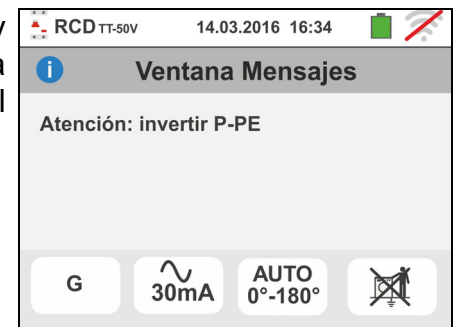 y
a
l
RCD TT-50V 14.03.2016 16:34
i Ventana Mensajes
Atención: invertir P-PE
G
30mA
AUTO
0°-180°